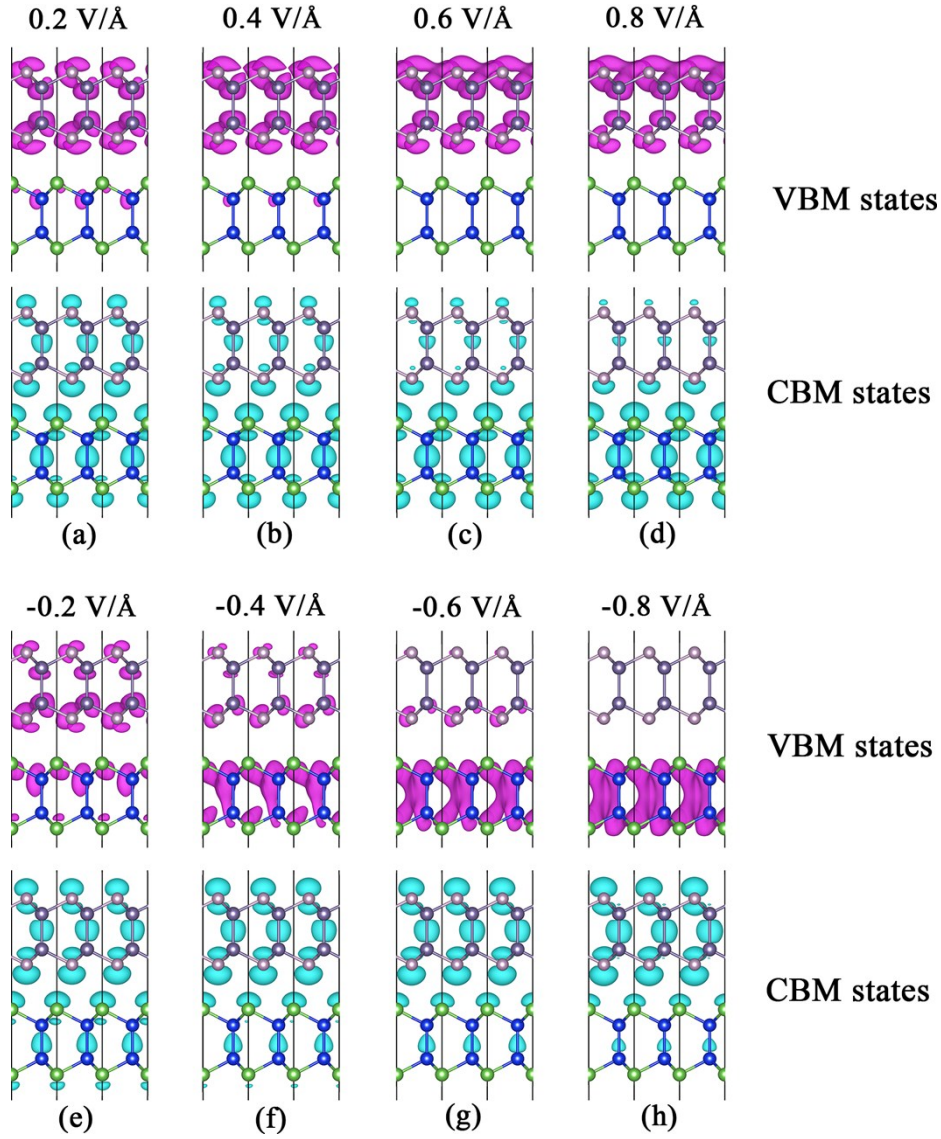 0.2 V/Å 0.4 V/Å 0.6 V/Å 0.8 V/Å
VBM states
CBM states
(a) (b) (c) (d)
-0.2 V/Å -0.4 V/Å -0.6 V/Å -0.8 V/Å
VBM states
CBM states
(e) (f) (g) (h)